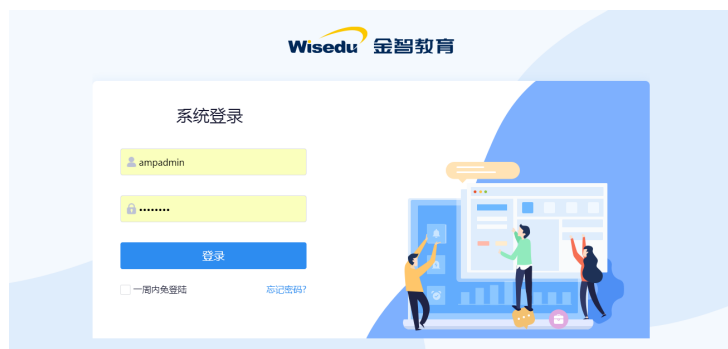 Wisedu 金智教育
系统登录
ampadmin
••••••••
登录
一周内免登陆 忘记密码?